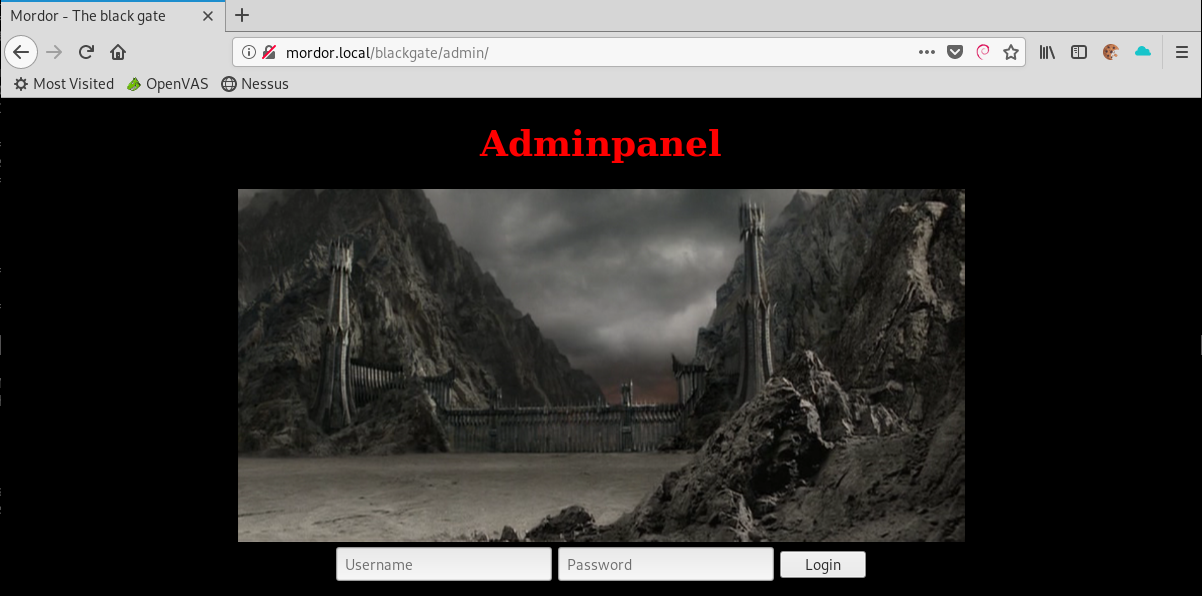 Mordor - The black gate
mordor.local/blackgate/admin/
Most Visited OpenVAS Nessus
Adminpanel
Username Password Login